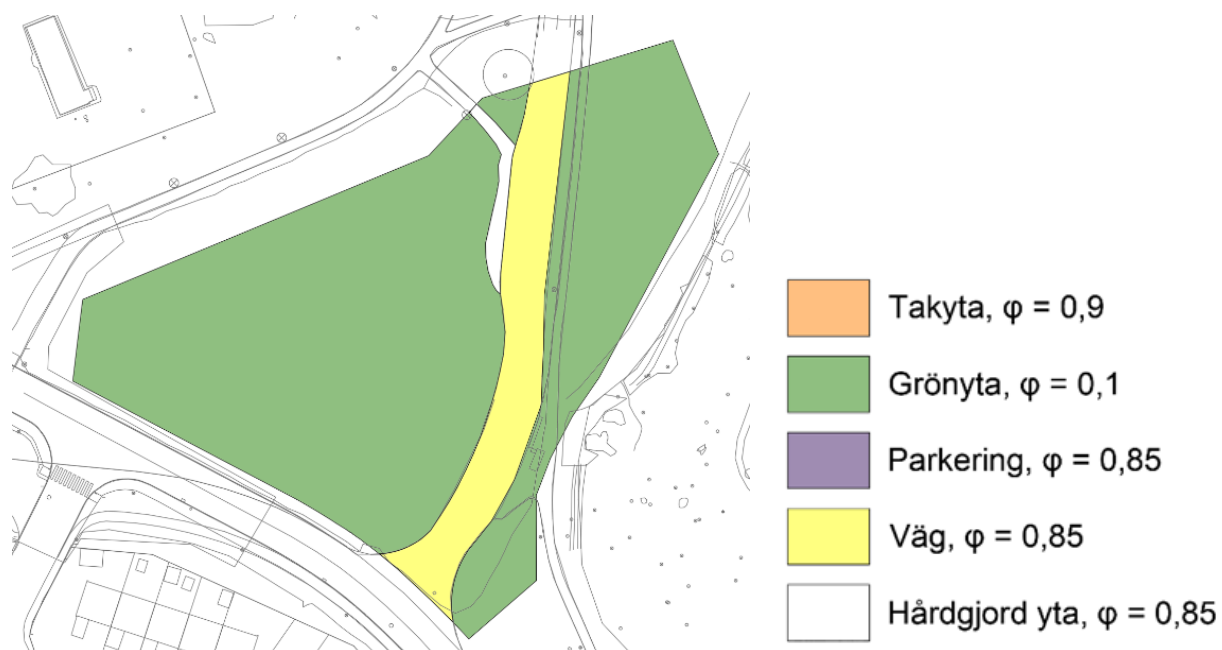 Takyta, φ = 0,9
Grönyta, φ = 0,1
Parkering, φ = 0,85
Väg, φ = 0,85
Hårdgjord yta, φ = 0,85